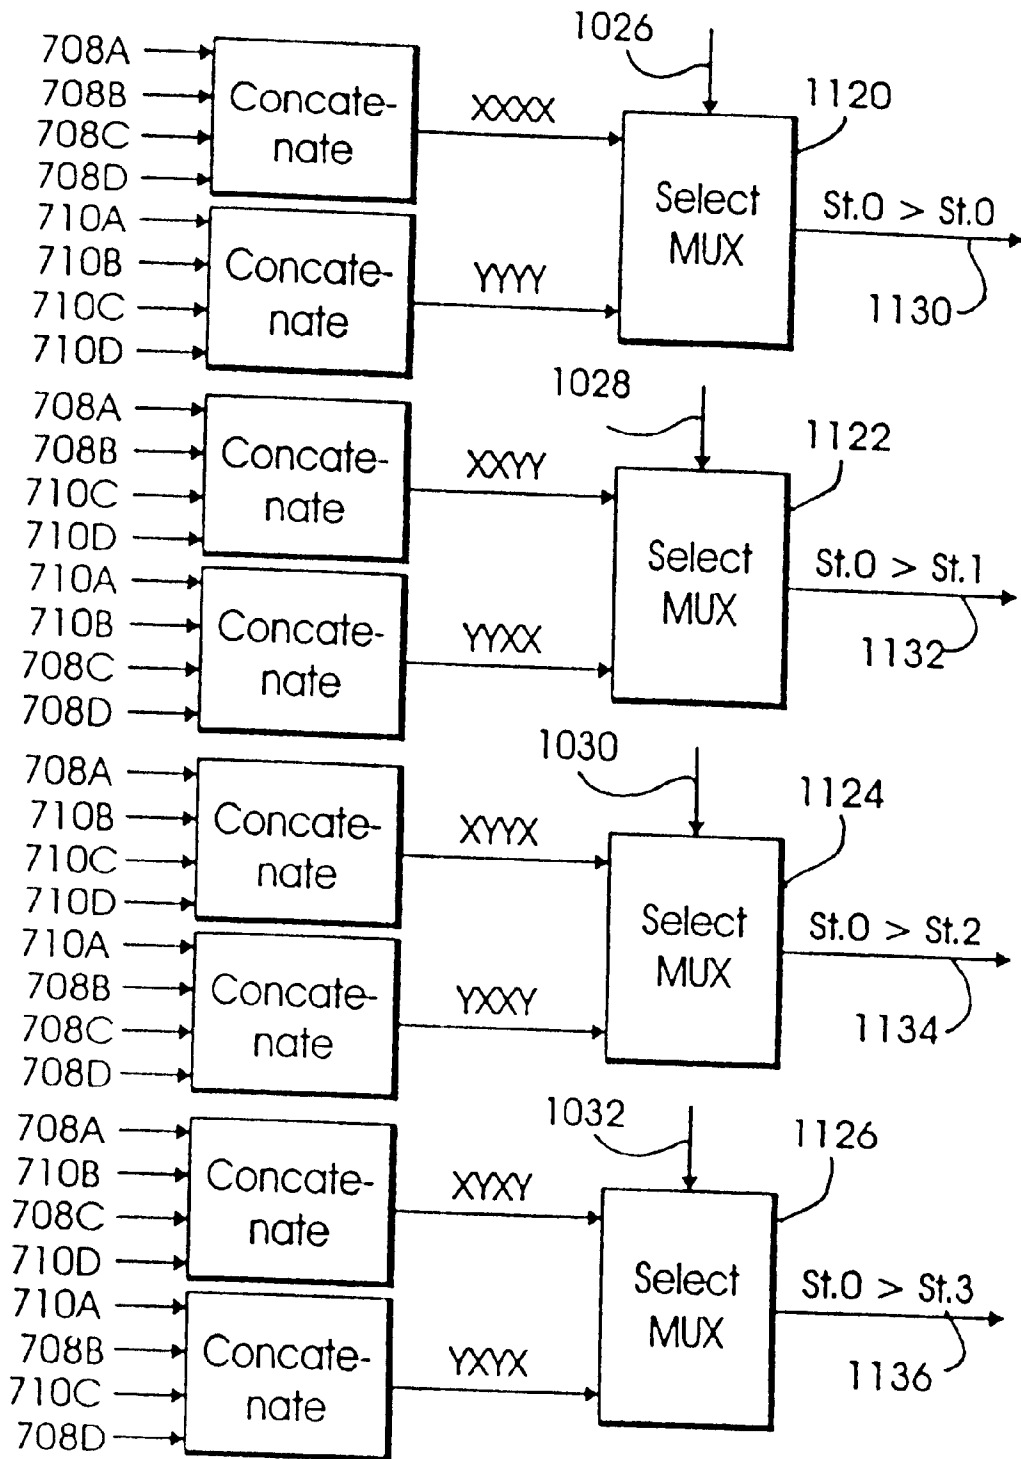 1026
708A
708B
708C
708D
Concate-
nate
XXXX
1120
Select
MUX
St.0 > St.0
1130
710A
710B
710C
710D
Concate-
nate
YYYY
1028
708A
708B
710C
710D
Concate-
nate
XXYY
1122
Select
MUX
St.0 > St.1
1132
710A
710B
708C
708D
Concate-
nate
YYXX
1030
708A
710B
710C
710D
Concate-
nate
XYYX
1124
Select
MUX
St.0 > St.2
1134
710A
708B
708C
708D
Concate-
nate
YXXY
1032
708A
710B
708C
710D
Concate-
nate
XYXY
1126
Select
MUX
St.0 > St.3
1136
710A
708B
710C
708D
Concate-
nate
YXYX